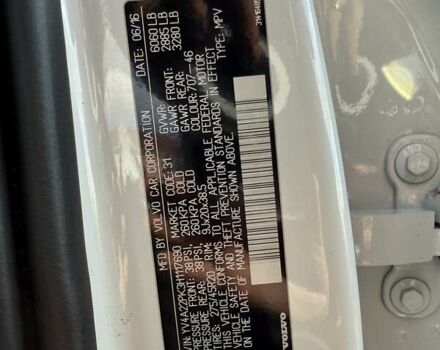 MFD BY VOLVO CAR CORPORATION DATE: 06/16
GVWR: 6060 LB
GAWR FRONT: 2885 LB
MARKET CODE: 31 GAWR REAR: 3280 LB
PRESSURE FRONT: 38 PSI, 260 KPA COLD COLOUR: 707-46
PRESSURE REAR: 38 PSI, 260 KPA COLD
TIRES: 275/45R20 RIM: 9Jx20x38.5
THIS VEHICLE CONFORMS TO ALL APPLICABLE FEDERAL MOTOR
VEHICLE SAFETY AND THEFT PREVENTION STANDARDS IN EFFECT
ON THE DATE OF MANUFACTURE SHOWN ABOVE. TYPE: MPV
VOLVO